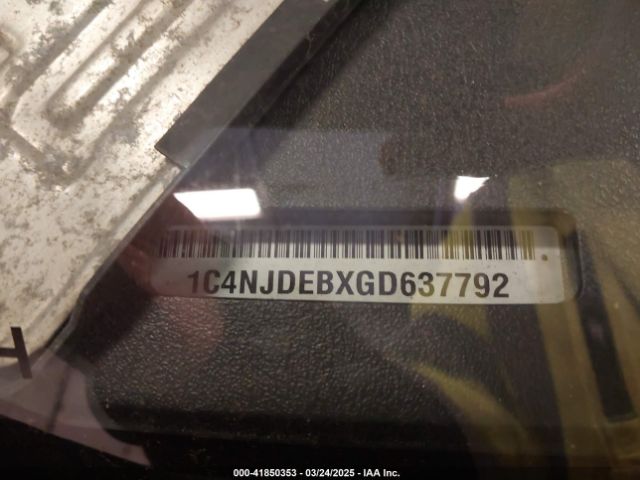 1C4NJDEBXGD637792
000-41850353 - 03/24/2025 - IAA Inc.